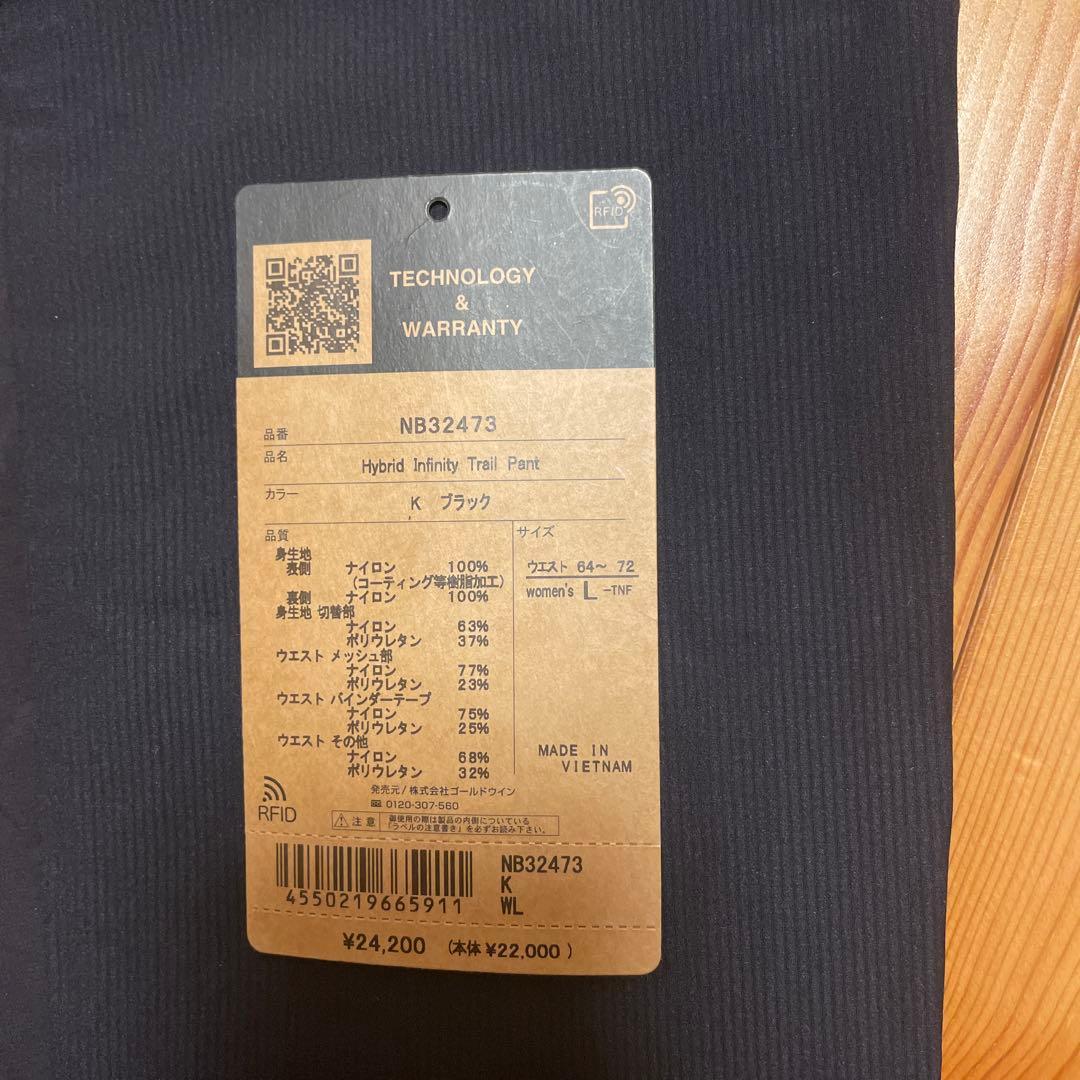 RFID
TECHNOLOGY
&
WARRANTY
品番 NB32473
品名 Hybrid Infinity Trail Pant
カラー K ブラック
品質
身生地
表側 ナイロン 100%
(コーティング等樹脂加工)
裏側 ナイロン 100%
身生地 切替部
ナイロン 63%
ポリウレタン 37%
ウエスト メッシュ部
ナイロン 77%
ポリウレタン 23%
ウエスト バインダーテープ
ナイロン 75%
ポリウレタン 25%
ウエスト その他
ナイロン 68%
ポリウレタン 32%
サイズ
ウエスト 64~ 72
women's L -TNF
MADE IN
VIETNAM
発売元/株式会社ゴールドウイン
0120-307-560
RFID
注意
御使用の際は製品の内側についている
「ラベルの注意書き」を必ずお読み下さい。
4550219665911
NB32473
K
WL
¥24,200 (本体 ¥22,000 )